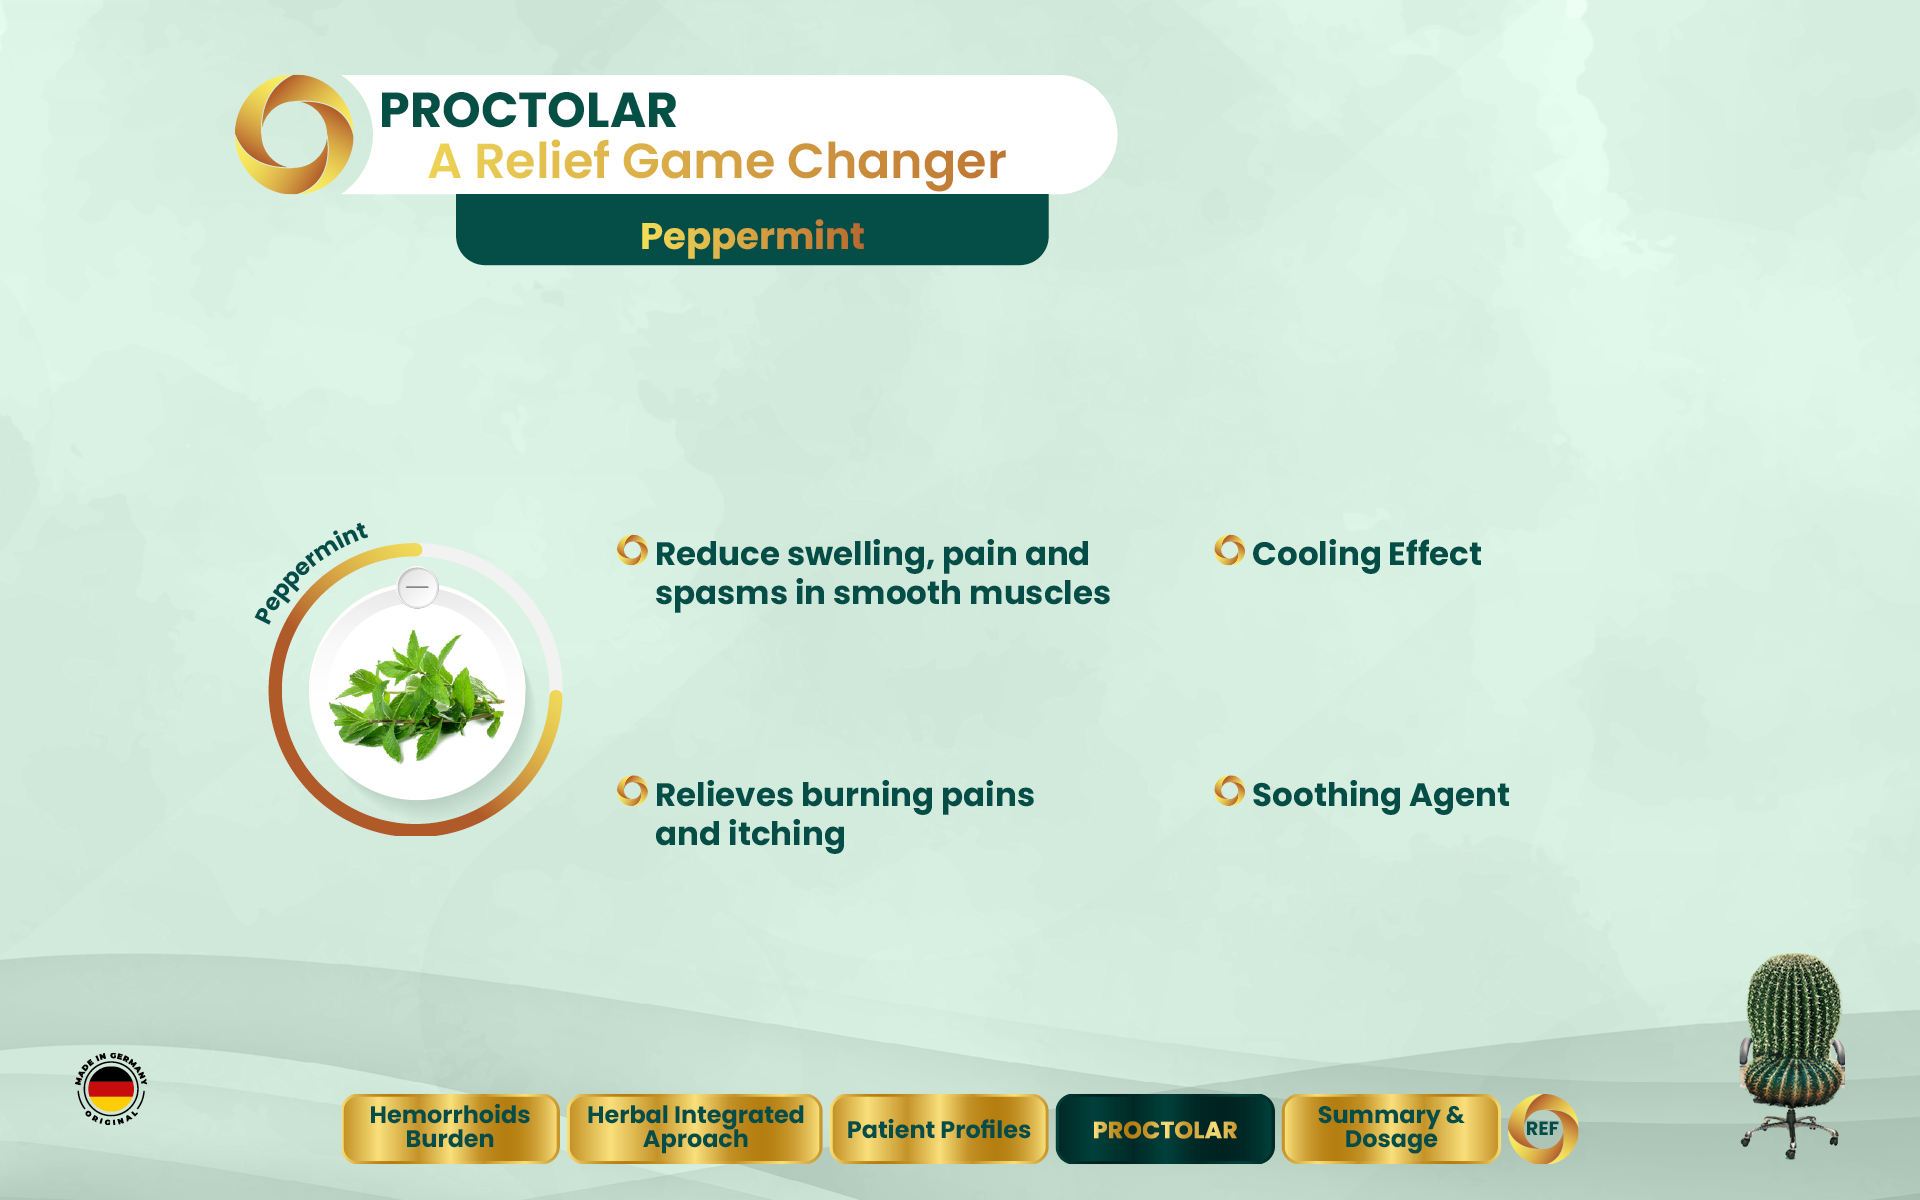 PROCTOLAR
A Relief Game Changer
Peppermint
Peppermint
Reduce swelling, pain and
spasms in smooth muscles
Cooling Effect
Relieves burning pains
and itching
Soothing Agent
MADE IN GERMANY
ORIGINAL
Hemorrhoids
Burden
Herbal Integrated
Aproach
Patient Profiles
PROCTOLAR
Summary &
Dosage
REF